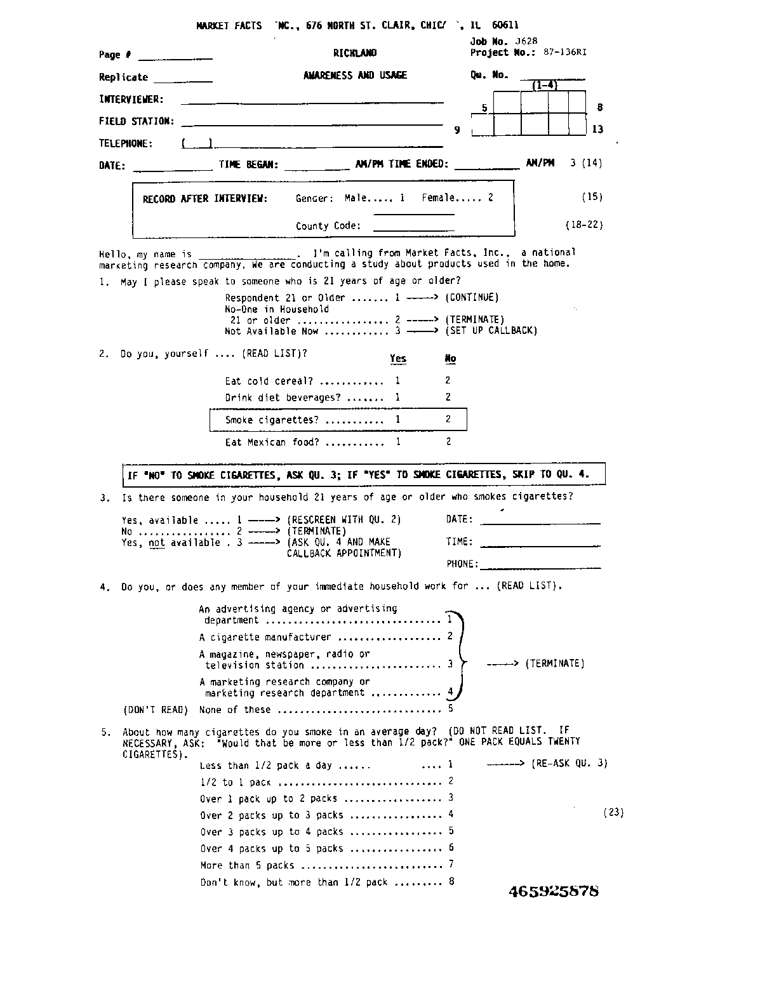 MARKET FACTS INC., 676 NORTH ST. CLAIR, CHIC , IL 60611
Job No. J628
Page # RICHLAND Project No.: 87-136RI
Replicate AWARENESS AND USAGE Qu. No.
(1-4)
INTERVIEWER: 5 8
FIELD STATION:
9 13
TELEPHONE: ( )
DATE: TIME BEGAN: AM/PM TIME ENDED: AM/PM 3 (14)
RECORD AFTER INTERVIEW: Gender: Male..... 1 Female..... 2 (15)
County Code: (18-22)
Hello, my name is . I'm calling from Market Facts, Inc., a national
marketing research company. We are conducting a study about products used in the home.
1. May I please speak to someone who is 21 years of age or older?
Respondent 21 or Older ....... 1 ----> (CONTINUE)
No-One in Household
21 or older ................. 2 ----> (TERMINATE)
Not Available Now ............ 3 ----> (SET UP CALLBACK)
2. Do you, yourself .... (READ LIST)?
Yes No
Eat cold cereal? ............ 1 2
Drink diet beverages? ....... 1 2
Smoke cigarettes? ........... 1 2
Eat Mexican food? ........... 1 2
IF "NO" TO SMOKE CIGARETTES, ASK QU. 3; IF "YES" TO SMOKE CIGARETTES, SKIP TO QU. 4.
3. Is there someone in your household 21 years of age or older who smokes cigarettes?
Yes, available ..... 1 ----> (RESCREEN WITH QU. 2) DATE:
No ................. 2 ----> (TERMINATE)
Yes, not available . 3 ----> (ASK QU. 4 AND MAKE TIME:
CALLBACK APPOINTMENT)
PHONE:
4. Do you, or does any member of your immediate household work for ... (READ LIST).
An advertising agency or advertising
department ................................ 1
A cigarette manufacturer ................... 2
A magazine, newspaper, radio or
television station ........................ 3 ----> (TERMINATE)
A marketing research company or
marketing research department ............. 4
(DON'T READ) None of these .............................. 5
5. About how many cigarettes do you smoke in an average day? (DO NOT READ LIST. IF
NECESSARY, ASK: "Would that be more or less than 1/2 pack?" ONE PACK EQUALS TWENTY
CIGARETTES).
Less than 1/2 pack a day ...... .... 1 -----> (RE-ASK QU. 3)
1/2 to 1 pack .............................. 2
Over 1 pack up to 2 packs .................. 3
Over 2 packs up to 3 packs ................. 4 (23)
Over 3 packs up to 4 packs ................. 5
Over 4 packs up to 5 packs ................. 6
More than 5 packs .......................... 7
Don't know, but more than 1/2 pack ......... 8
465925878